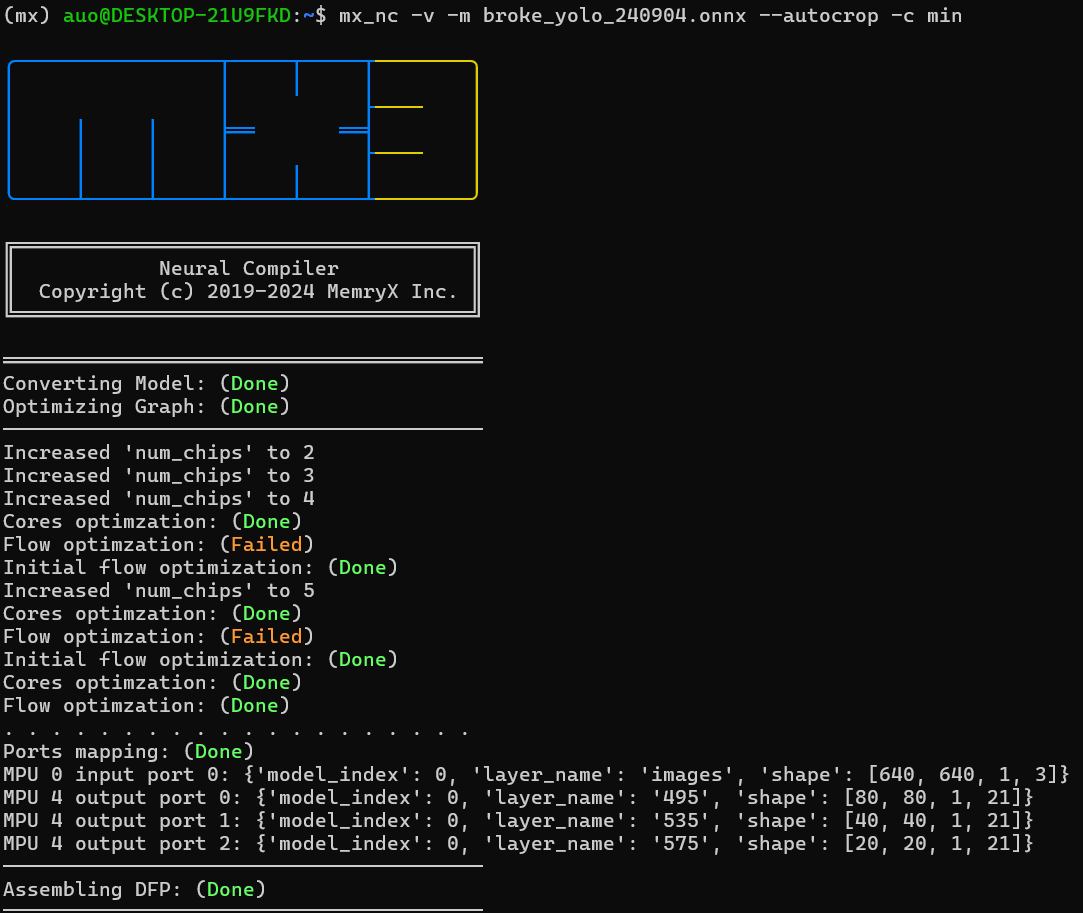 (mx) auo@DESKTOP-21U9FKD:~$ mx_nc -v -m broke_yolo_240904.onnx --autocrop -c min
Neural Compiler
Copyright (c) 2019-2024 MemryX Inc.
Converting Model: (Done)
Optimizing Graph: (Done)
Increased 'num_chips' to 2
Increased 'num_chips' to 3
Increased 'num_chips' to 4
Cores optimzation: (Done)
Flow optimzation: (Failed)
Initial flow optimization: (Done)
Increased 'num_chips' to 5
Cores optimzation: (Done)
Flow optimzation: (Failed)
Initial flow optimization: (Done)
Cores optimzation: (Done)
Flow optimzation: (Done)
. . . . . . . . . . . . . . . . . . . .
Ports mapping: (Done)
MPU 0 input port 0: {'model_index': 0, 'layer_name': 'images', 'shape': [640, 640, 1, 3]}
MPU 4 output port 0: {'model_index': 0, 'layer_name': '495', 'shape': [80, 80, 1, 21]}
MPU 4 output port 1: {'model_index': 0, 'layer_name': '535', 'shape': [40, 40, 1, 21]}
MPU 4 output port 2: {'model_index': 0, 'layer_name': '575', 'shape': [20, 20, 1, 21]}
Assembling DFP: (Done)